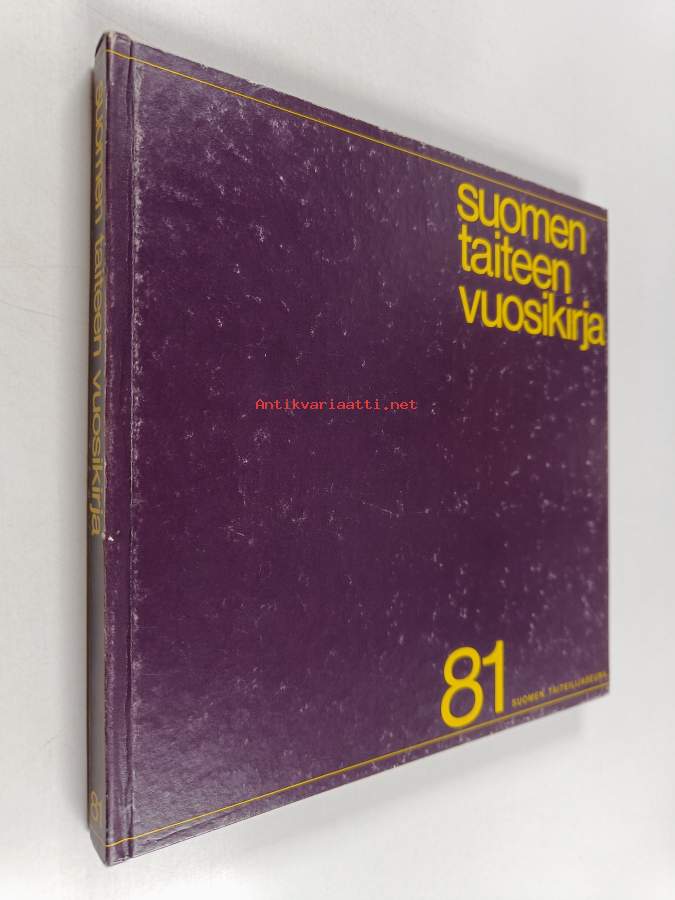 suomen taiteen vuosikirja
81
suomen
taiteen
vuosikirja
Antikvariaatti.net
81 SUOMEN TAITEILIJASEURA